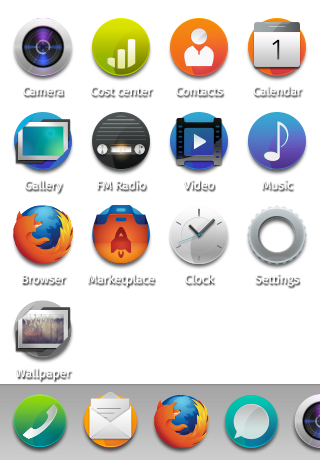 Camera Cost center Contacts Calendar
1
Gallery FM Radio Video Music
Browser Marketplace Clock Settings
Wallpaper